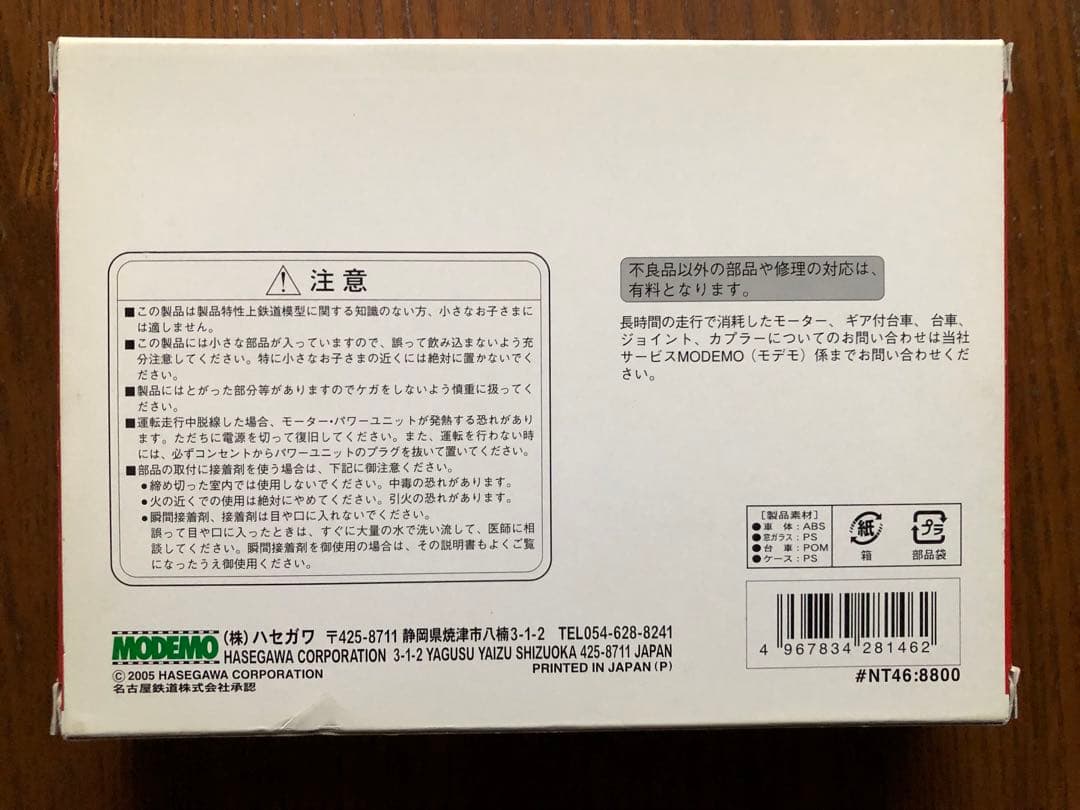 注意
■この製品は製品特性上鉄道模型に関する知識のない方、小さなお子さまに
は適しません。
■この製品には小さな部品が入っていますので、誤って飲み込まないよう充
分注意してください。特に小さなお子さまの近くには絶対に置かないでく
ださい。
■製品にはとがった部分等がありますのでケガをしないよう慎重に扱ってく
ださい。
■運転走行中脱線した場合、モーター・パワーユニットが発熱する恐れがあり
ます。ただちに電源を切って復旧してください。また、運転を行わない時
には、必ずコンセントからパワーユニットのプラグを抜いて置いてください。
■部品の取付に接着剤を使う場合は、下記に御注意ください。
●締め切った室内では使用しないでください。中毒の恐れがあります。
●火の近くでの使用は絶対にやめてください。引火の恐れがあります。
●瞬間接着剤、接着剤は目や口に入れないでください。
誤って目や口に入ったときは、すぐに大量の水で洗い流して、医師に相
談してください。瞬間接着剤を御使用の場合は、その説明書もよくご覧
になったうえ御使用ください。
不良品以外の部品や修理の対応は、
有料となります。
長時間の走行で消耗したモーター、ギア付台車、台車、
ジョイント、カプラーについてのお問い合わせは当社
サービスMODEMO（モデモ）係までお問い合わせくだ
さい。
［製品素材］
●車体：ABS
●窓ガラス：PS
●台車：POM
●ケース：PS
紙
箱
プラ
部品袋
4 967834 281462
#NT46:8800
MODEMO
（株）ハセガワ 〒425-8711 静岡県焼津市八楠3-1-2 TEL054-628-8241
HASEGAWA CORPORATION 3-1-2 YAGUSU YAIZU SHIZUOKA 425-8711 JAPAN
PRINTED IN JAPAN（P）
©2005 HASEGAWA CORPORATION
名古屋鉄道株式会社承認